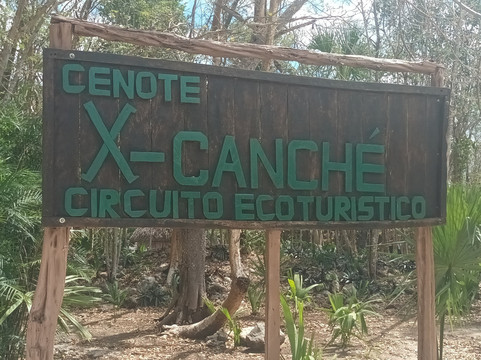 CENOTE
X-CANCHÉ
CIRCUITO ECOTURISTICO